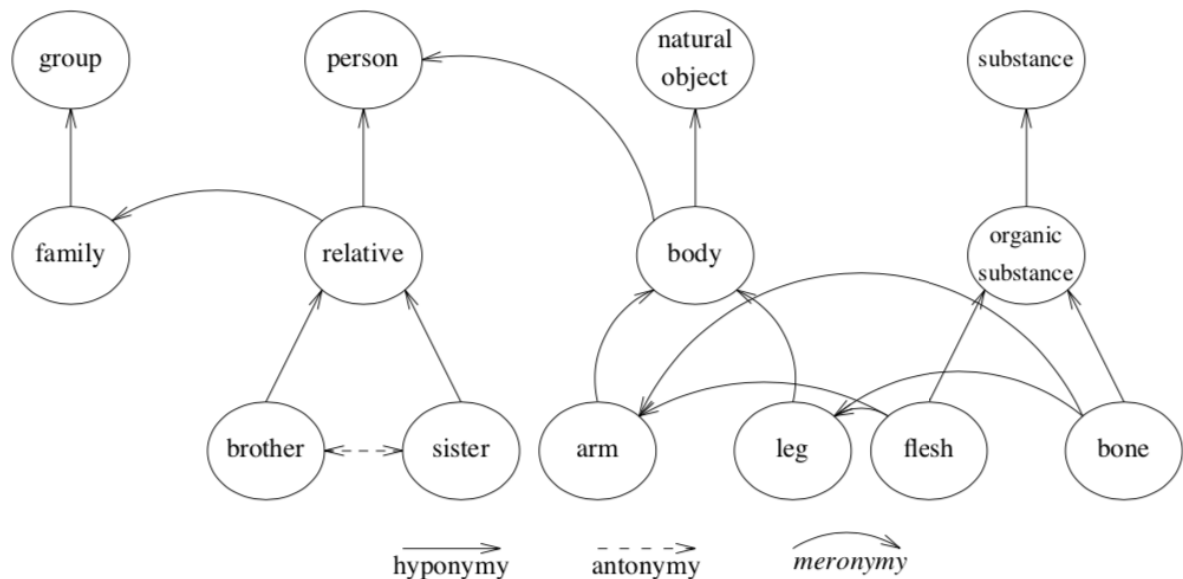 group
person
natural
object
substance
family
relative
body
organic
substance
brother
sister
arm
leg
flesh
bone
hyponymy
antonymy
meronymy